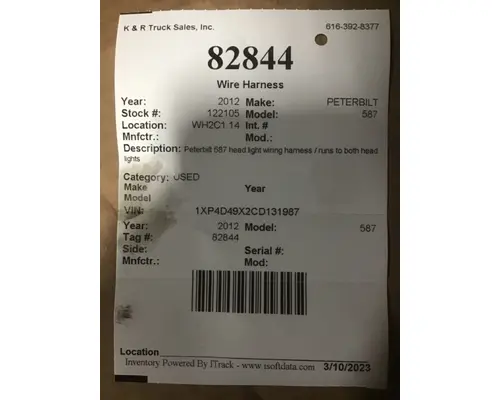 K & R Truck Sales, Inc. 616-392-8377
82844
Wire Harness
Year: 2012 Make: PETERBILT
Stock #: 122105 Model: 587
Location: WH2C1 14 Int. #
Mnfctr.: Mod.:
Description: Peterbilt 587 head light wiring harness / runs to both head
lights
Category: USED
Make Year
Model
VIN: 1XP4D49X2CD131987
Year: 2012 Model: 587
Tag #: 82844
Side: Serial #:
Mnfctr.: Mod:
Location
Inventory Powered By ITrack - www.isoftdata.com 3/10/2023